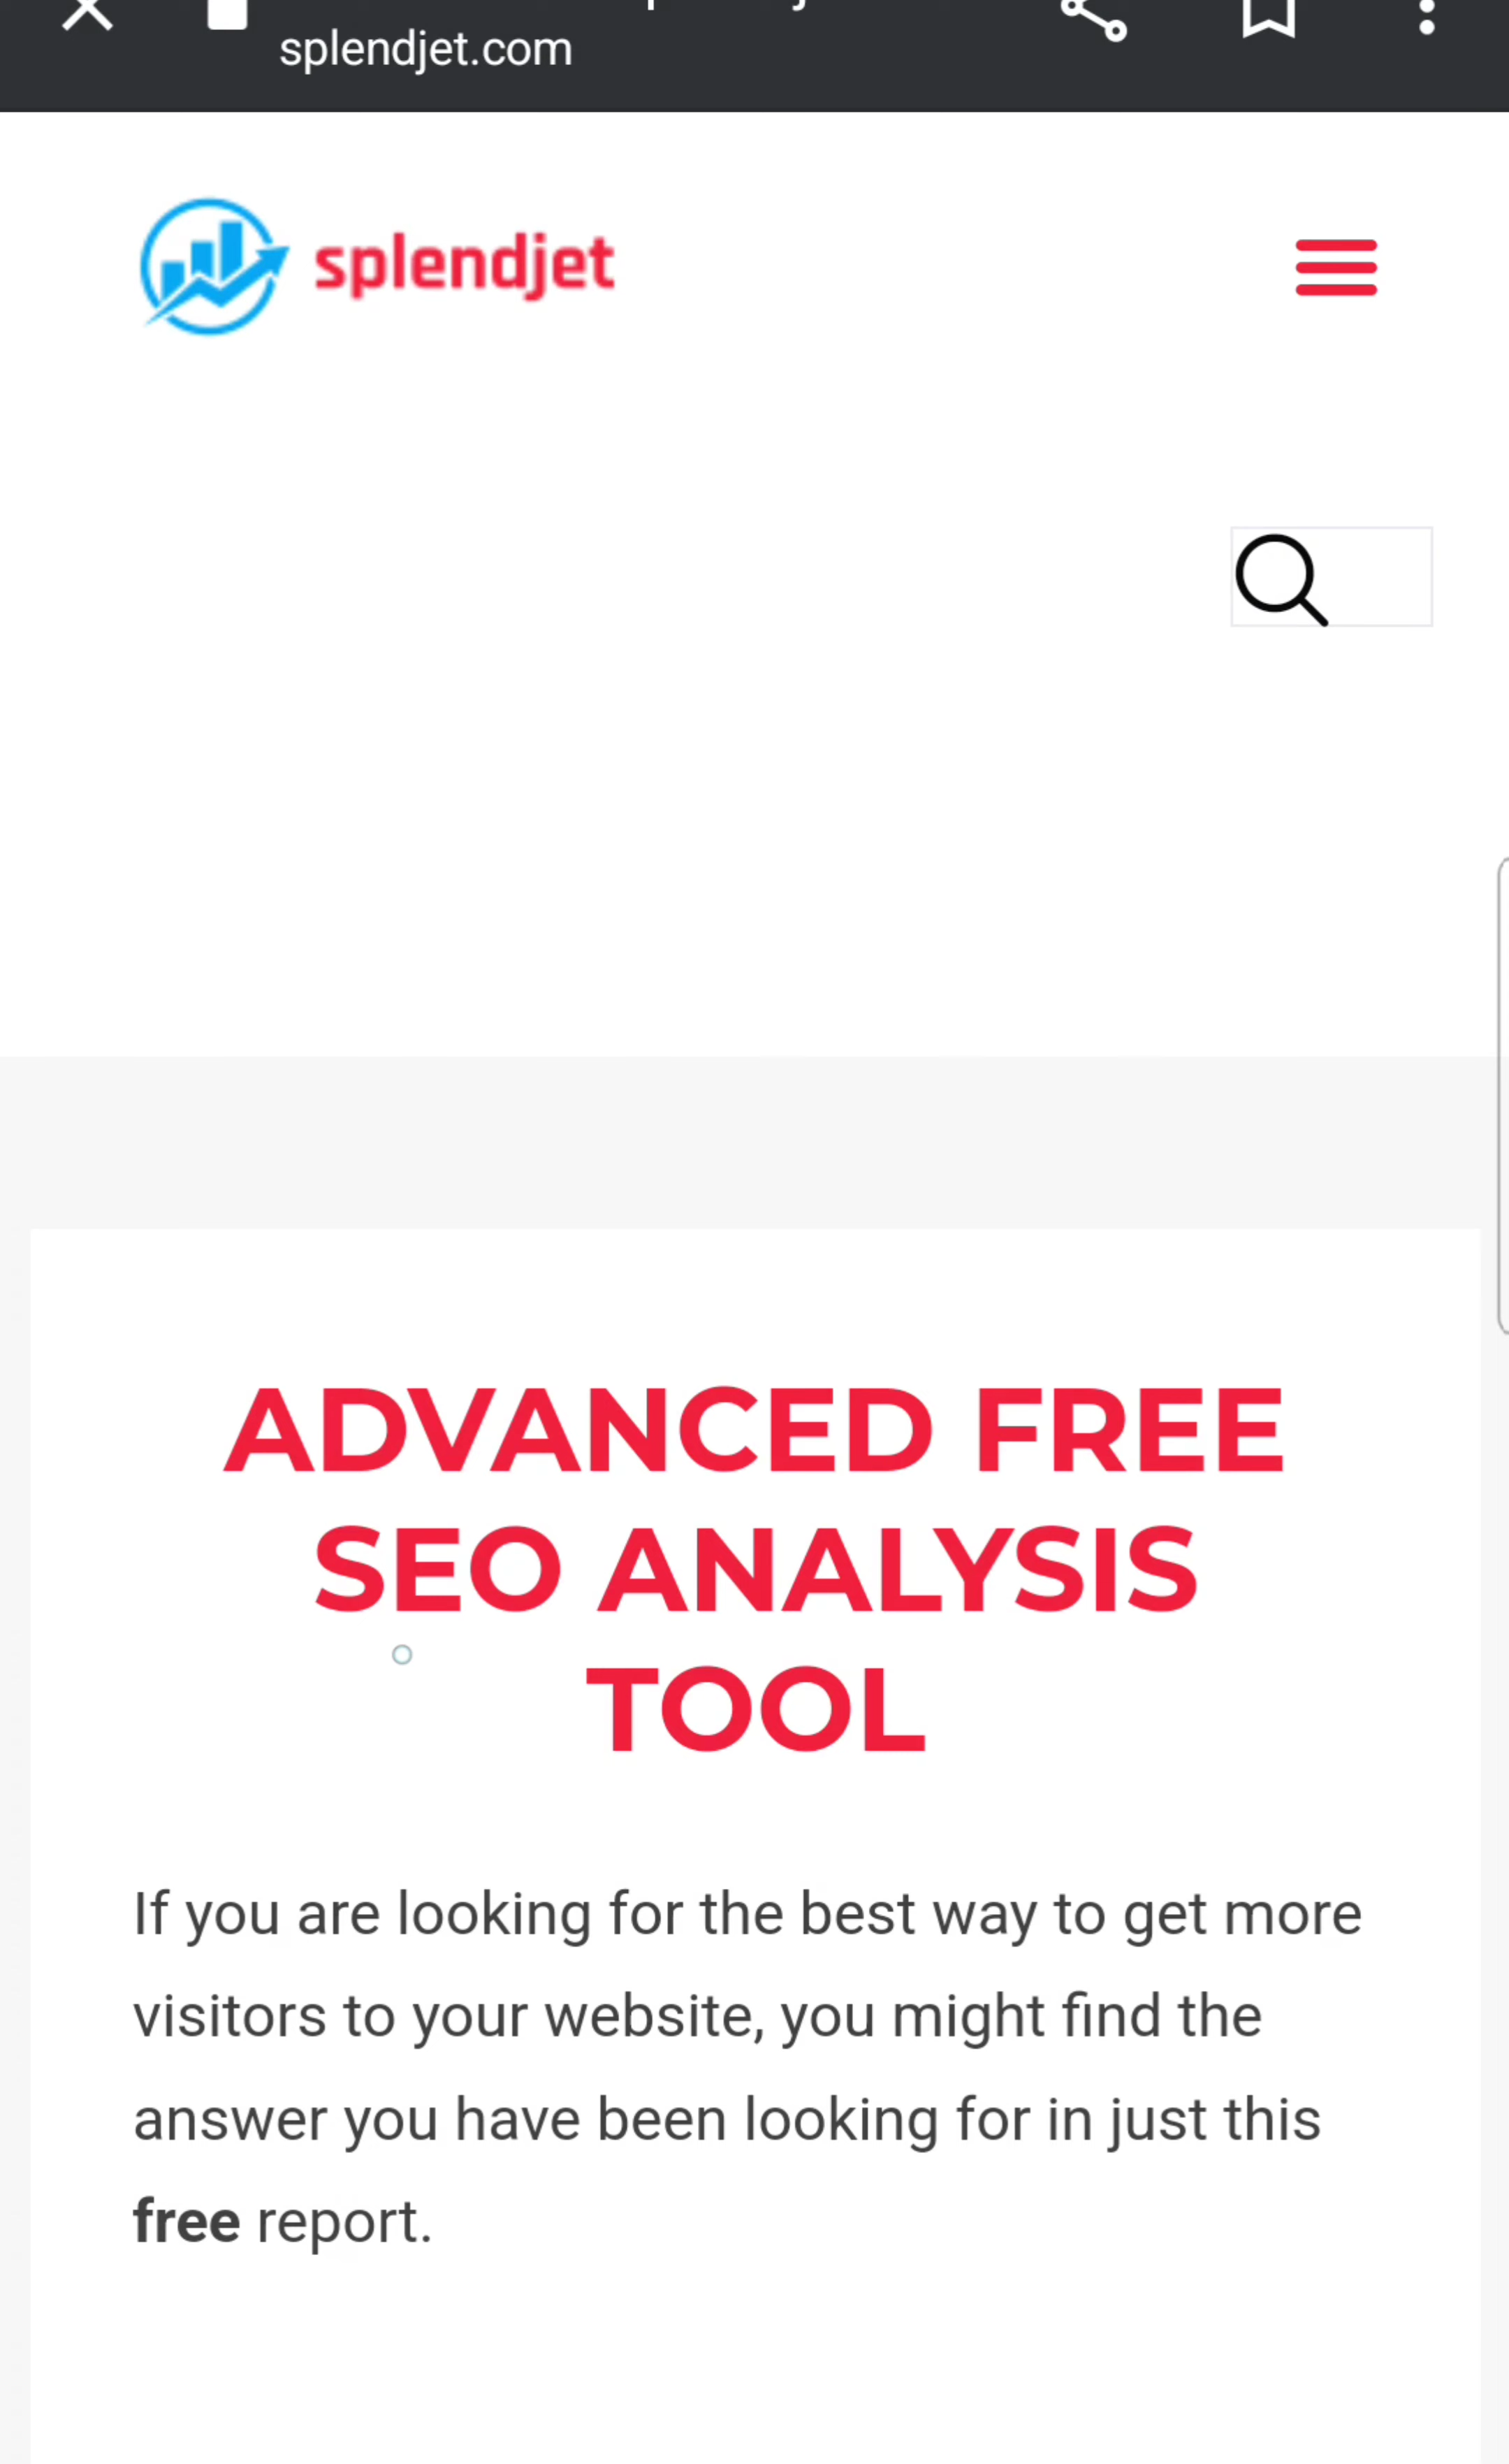 splendjet.com
splendjet
ADVANCED FREE
SEO ANALYSIS
TOOL
If you are looking for the best way to get more
visitors to your website, you might find the
answer you have been looking for in just this
free report.